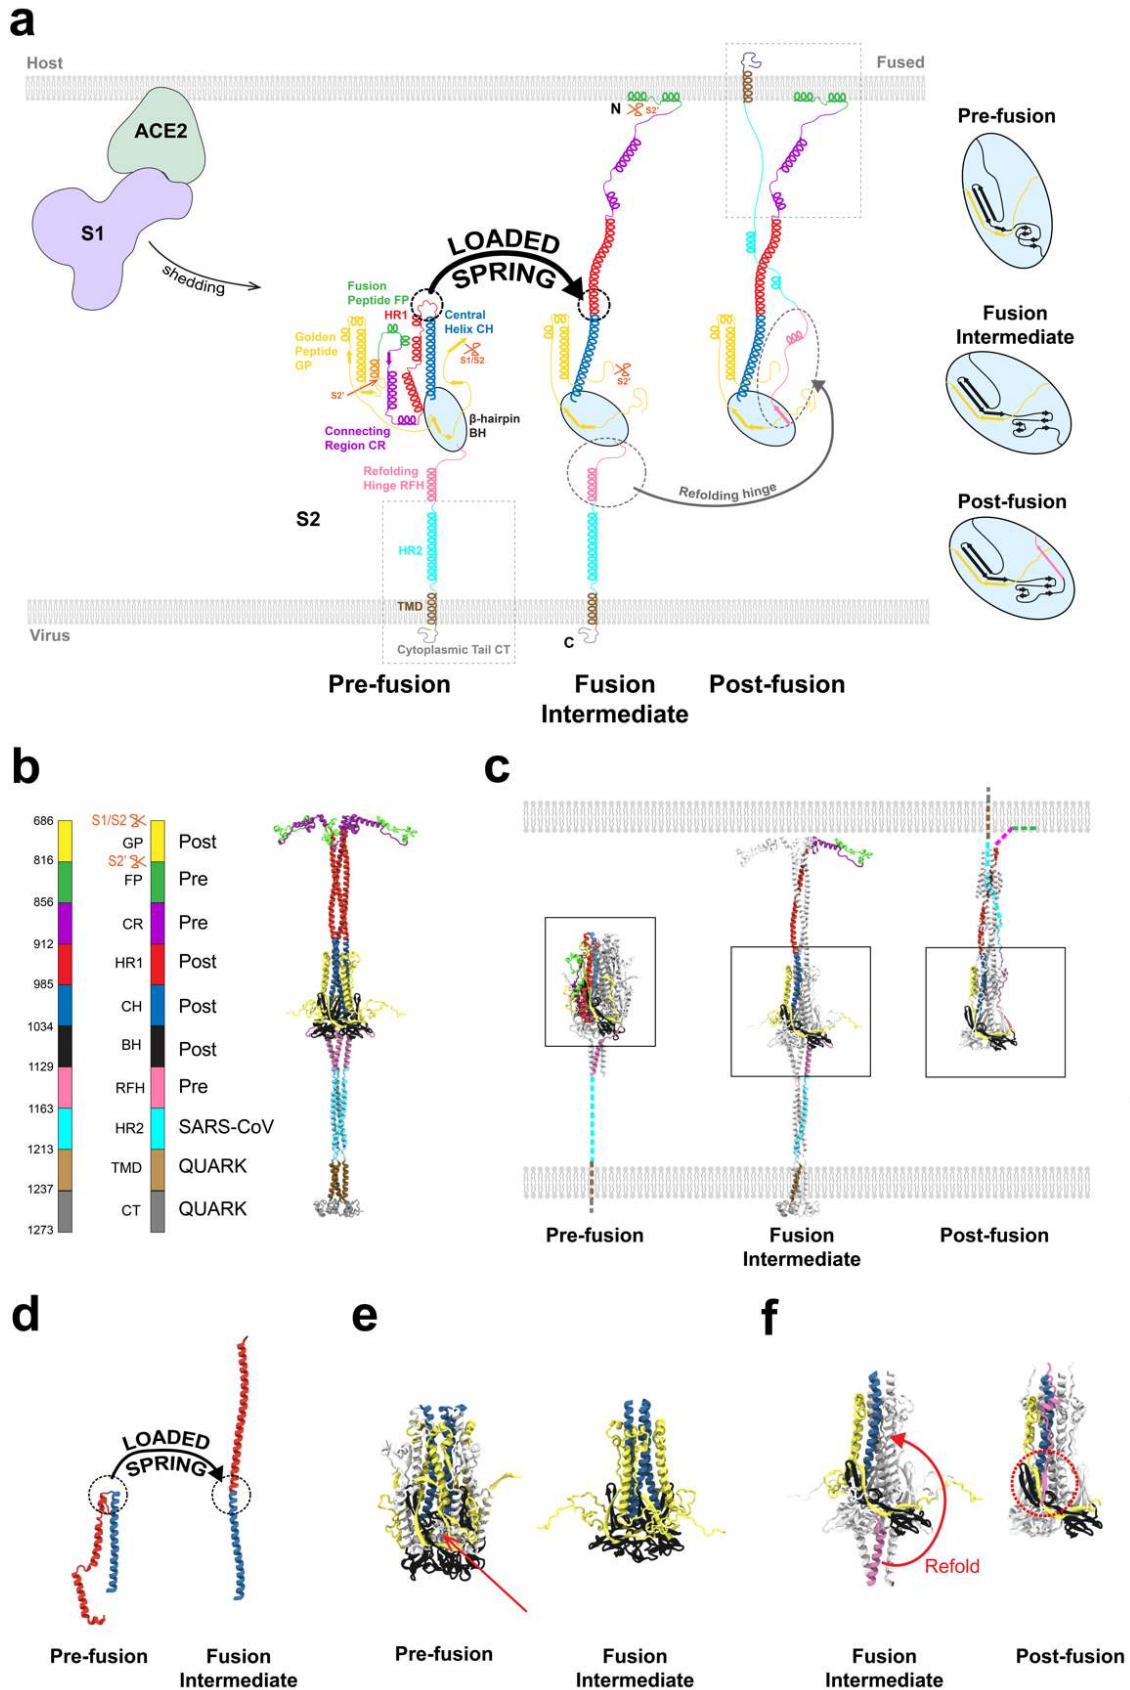 a
Host
Fused
ACE2
S1
shedding
N
S2'
LOADED
SPRING
Fusion
Peptide FP
HR1
Central
Helix CH
Golden
Peptide
GP
S1/S2
S2'
S2'
β-hairpin
BH
Connecting
Region CR
Refolding
Hinge RFH
Refolding hinge
S2
HR2
TMD
Virus
Cytoplasmic Tail CT
C
Pre-fusion
Fusion
Intermediate
Post-fusion
Pre-fusion
Fusion
Intermediate
Post-fusion
b
686
S1/S2
GP
Post
816
S2'
FP
Pre
856
CR
Pre
912
HR1
Post
985
CH
Post
1034
BH
Post
1129
RFH
Pre
1163
HR2
SARS-CoV
1213
TMD
QUARK
1237
CT
QUARK
1273
c
Pre-fusion
Fusion
Intermediate
Post-fusion
d
LOADED
SPRING
Pre-fusion
Fusion
Intermediate
e
Pre-fusion
Fusion
Intermediate
f
Refold
Fusion
Intermediate
Post-fusion